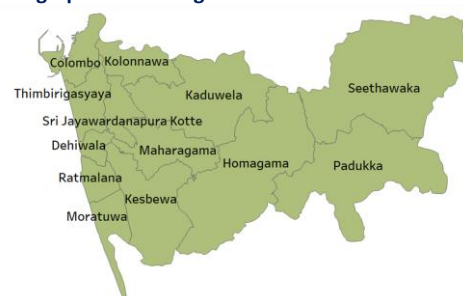 Colombo
Kolonnawa
Thimbirigasyaya
Kaduwela
Seethawaka
Sri Jayawardanapura Kotte
Dehiwala
Maharagama
Homagama
Padukka
Ratmalana
Kesbewa
Moratuwa